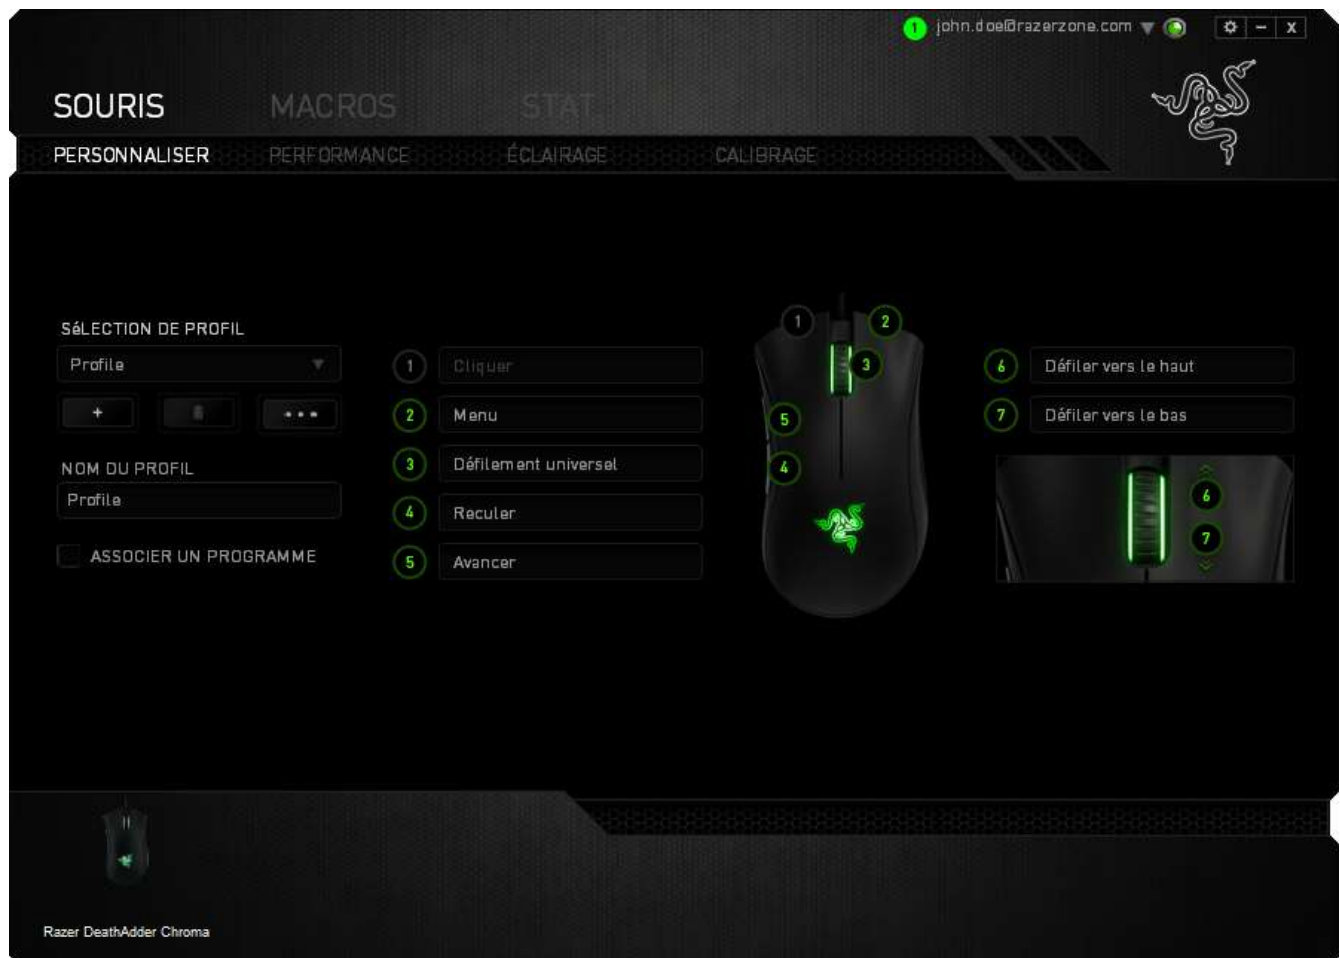 1 john.doe@razerzone.com
SOURIS MACROS STAT.
PERSONNALISER PERFORMANCE ÉCLAIRAGE CALIBRAGE
SéLECTION DE PROFIL
Profile
+ ...
NOM DU PROFIL
Profile
ASSOCIER UN PROGRAMME
1 Cliquer
2 Menu
3 Défilement universel
4 Reculer
5 Avancer
1 2
3
5
4
6 Défiler vers le haut
7 Défiler vers le bas
6
7
Razer DeathAdder Chroma